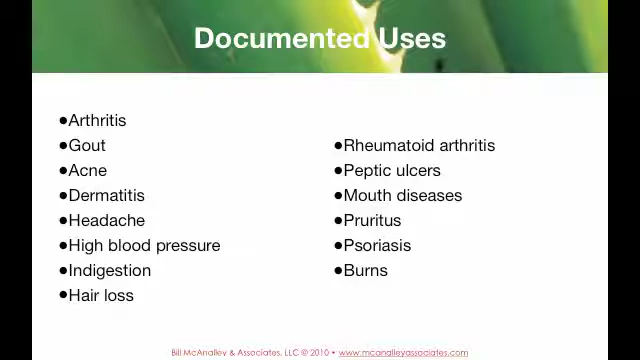 Documented Uses
●Arthritis
●Gout
●Acne
●Dermatitis
●Headache
●High blood pressure
●Indigestion
●Hair loss
●Rheumatoid arthritis
●Peptic ulcers
●Mouth diseases
●Pruritus
●Psoriasis
●Burns
Bill McAnalley & Associates, LLC © 2010 • www.mcanalleyassociates.com